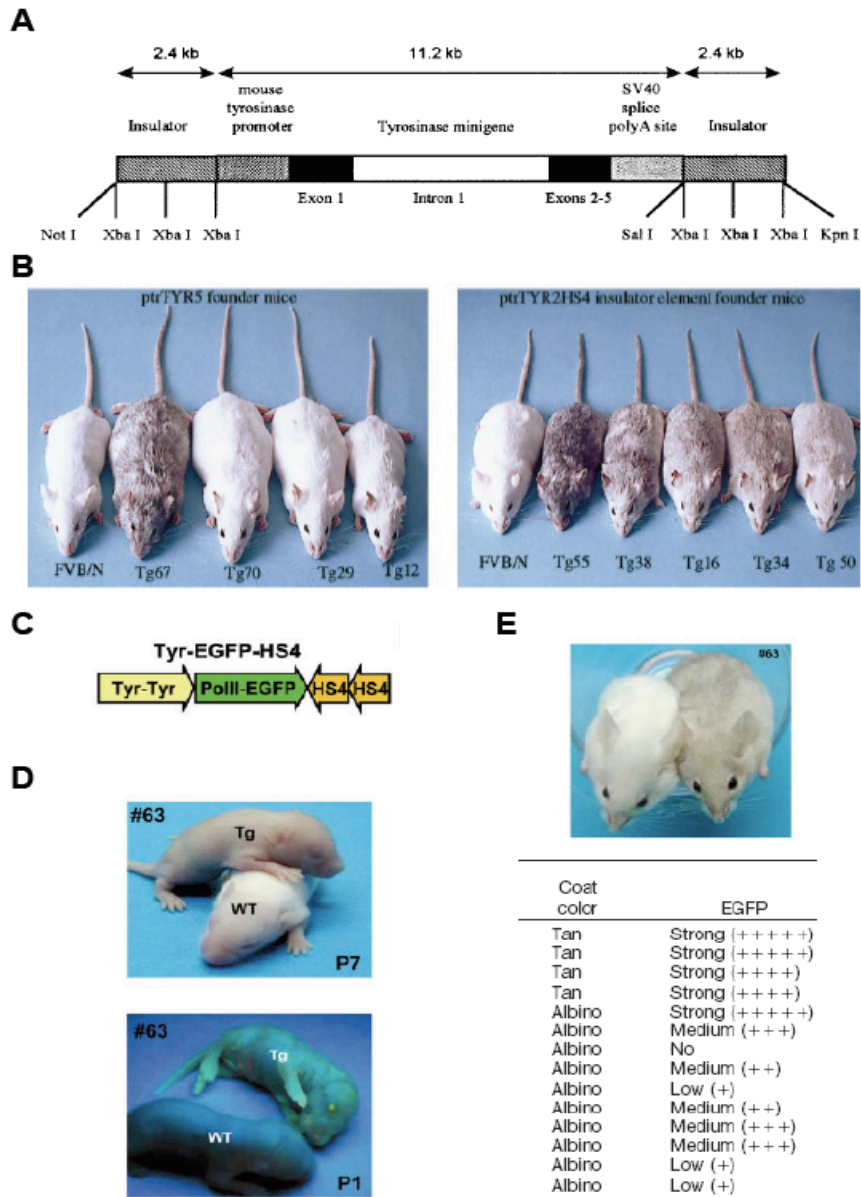 A
2.4 kb 11.2 kb 2.4 kb
mouse
tyrosinase
promoter
SV40
splice
polyA site
Insulator Tyrosinase minigene Insulator
Exon 1 Intron 1 Exons 2-5
Not I Xba I Xba I Xba I Sal I Xba I Xba I Xba I Kpn I
B
ptrTYR5 founder mice
FVB/N Tg67 Tg70 Tg29 Tg12
ptrTYR2HS4 insulator element founder mice
FVB/N Tg55 Tg38 Tg16 Tg34 Tg 50
C
Tyr-EGFP-HS4
Tyr-Tyr PolII-EGFP HS4 HS4
D
#63
Tg
WT
P7
#63
Tg
WT
P1
E
#63
Coat
color EGFP
Tan Strong (+++++)
Tan Strong (+++++)
Tan Strong (++++)
Tan Strong (++++)
Albino Strong (+++++)
Albino Medium (+++)
Albino No
Albino Medium (++)
Albino Low (+)
Albino Medium (++)
Albino Medium (+++)
Albino Medium (+++)
Albino Low (+)
Albino Low (+)